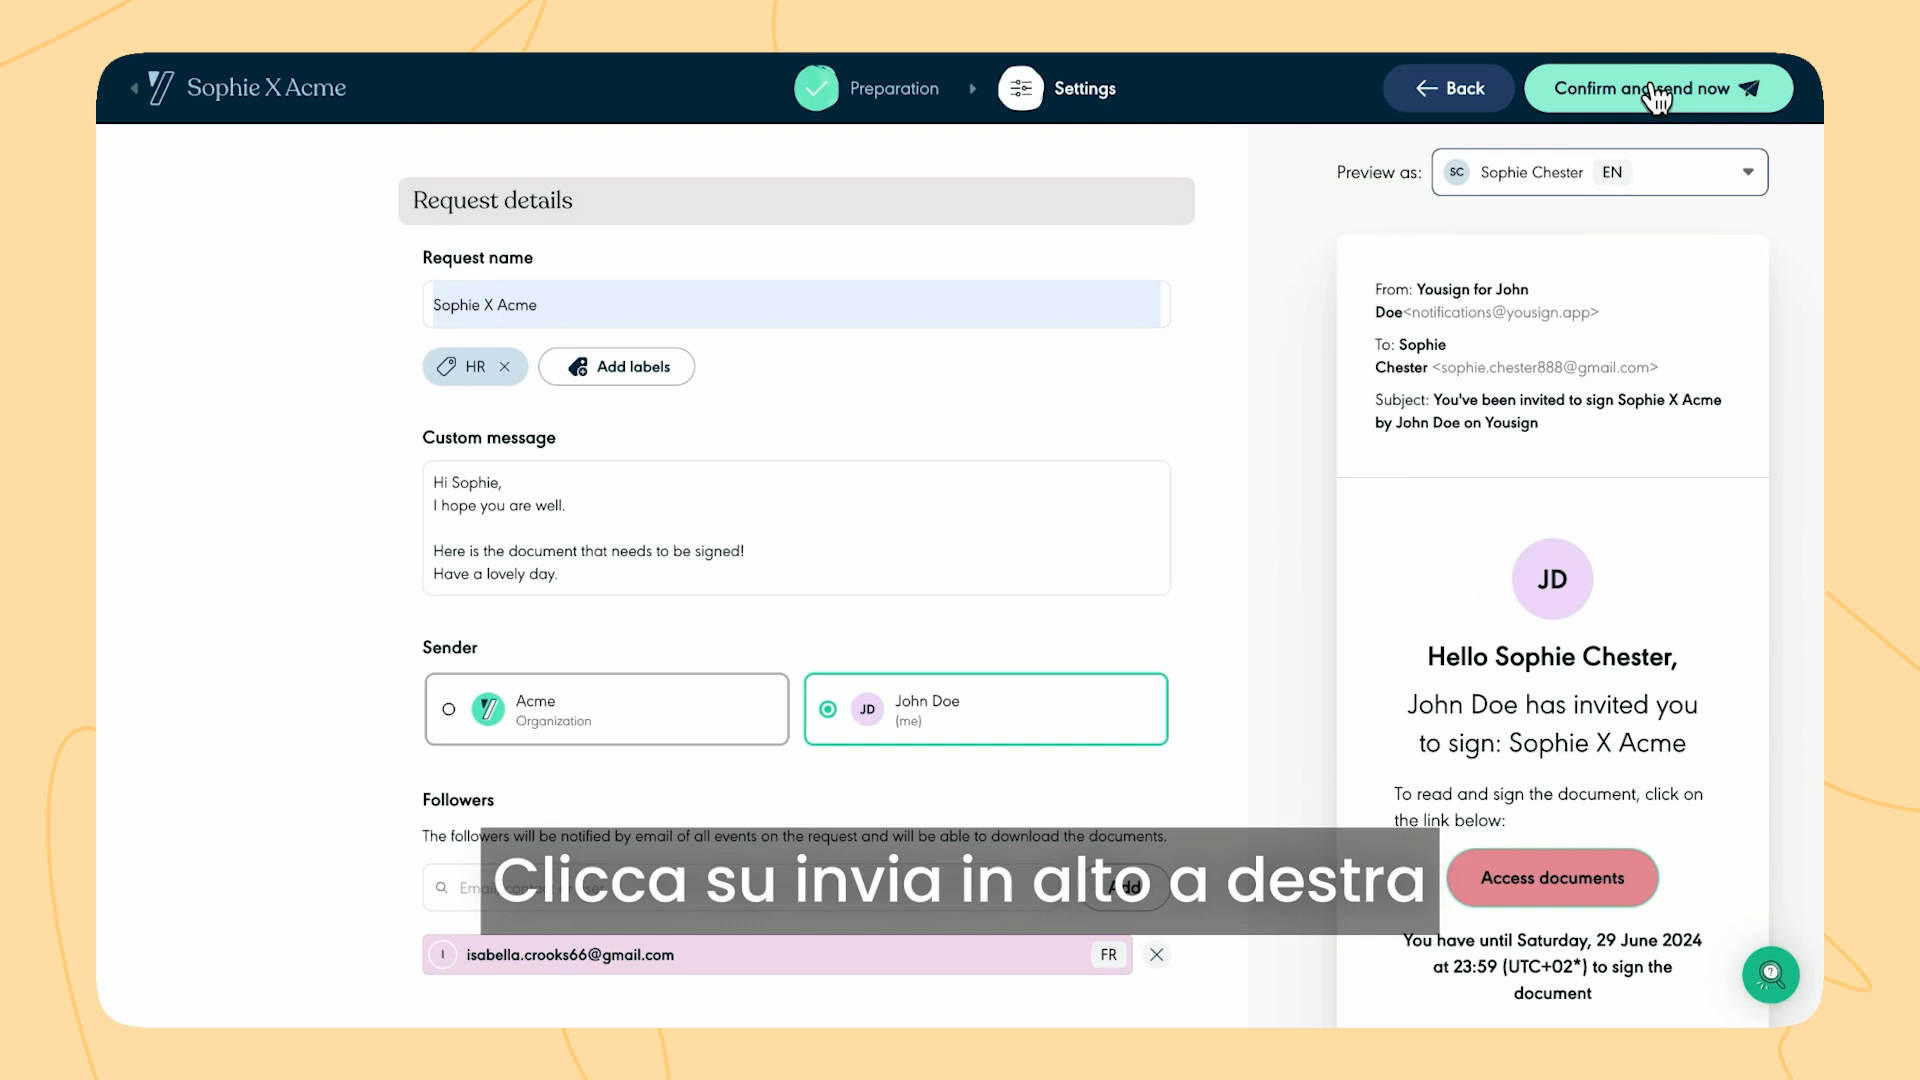 Sophie X Acme
Preparation
Settings
Back
Confirm and send now
Request details
Request name
Sophie X Acme
HR
Add labels
Custom message
Hi Sophie,
I hope you are well.
Here is the document that needs to be signed!
Have a lovely day.
Sender
Acme
Organization
JD
John Doe
(me)
Followers
The followers will be notified by email of all events on the request and will be able to download the documents.
Add
Clicca su invia in alto a destra
I
isabella.crooks66@gmail.com
FR
Preview as:
SC
Sophie Chester
EN
From: Yousign for John
Doe<notifications@yousign.app>
To: Sophie
Chester <sophie.chester888@gmail.com>
Subject: You've been invited to sign Sophie X Acme
by John Doe on Yousign
JD
Hello Sophie Chester,
John Doe has invited you
to sign: Sophie X Acme
To read and sign the document, click on
the link below:
Access documents
You have until Saturday, 29 June 2024
at 23:59 (UTC+02*) to sign the
document